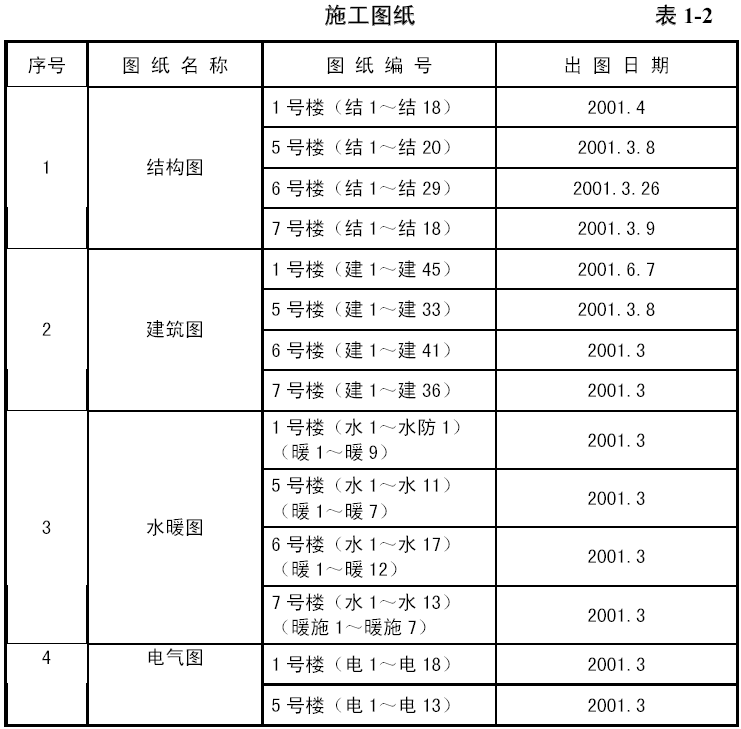 施工图纸 表 1-2
序号 图 纸 名 称 图 纸 编 号 出 图 日 期
1 结构图 1 号楼（结 1～结 18） 2001. 4
5 号楼（结 1～结 20） 2001. 3. 8
6 号楼（结 1～结 29） 2001. 3. 26
7 号楼（结 1～结 18） 2001. 3. 9
2 建筑图 1 号楼（建 1～建 45） 2001. 6. 7
5 号楼（建 1～建 33） 2001. 3. 8
6 号楼（建 1～建 41） 2001. 3
7 号楼（建 1～建 36） 2001. 3
3 水暖图 1 号楼（水 1～水防 1） 2001. 3
（暖 1～暖 9）
5 号楼（水 1～水 11） 2001. 3
（暖 1～暖 7）
6 号楼（水 1～水 17） 2001. 3
（暖 1～暖 12）
7 号楼（水 1～水 13） 2001. 3
（暖施 1～暖施 7）
4 电气图 1 号楼（电 1～电 18） 2001. 3
5 号楼（电 1～电 13） 2001. 3